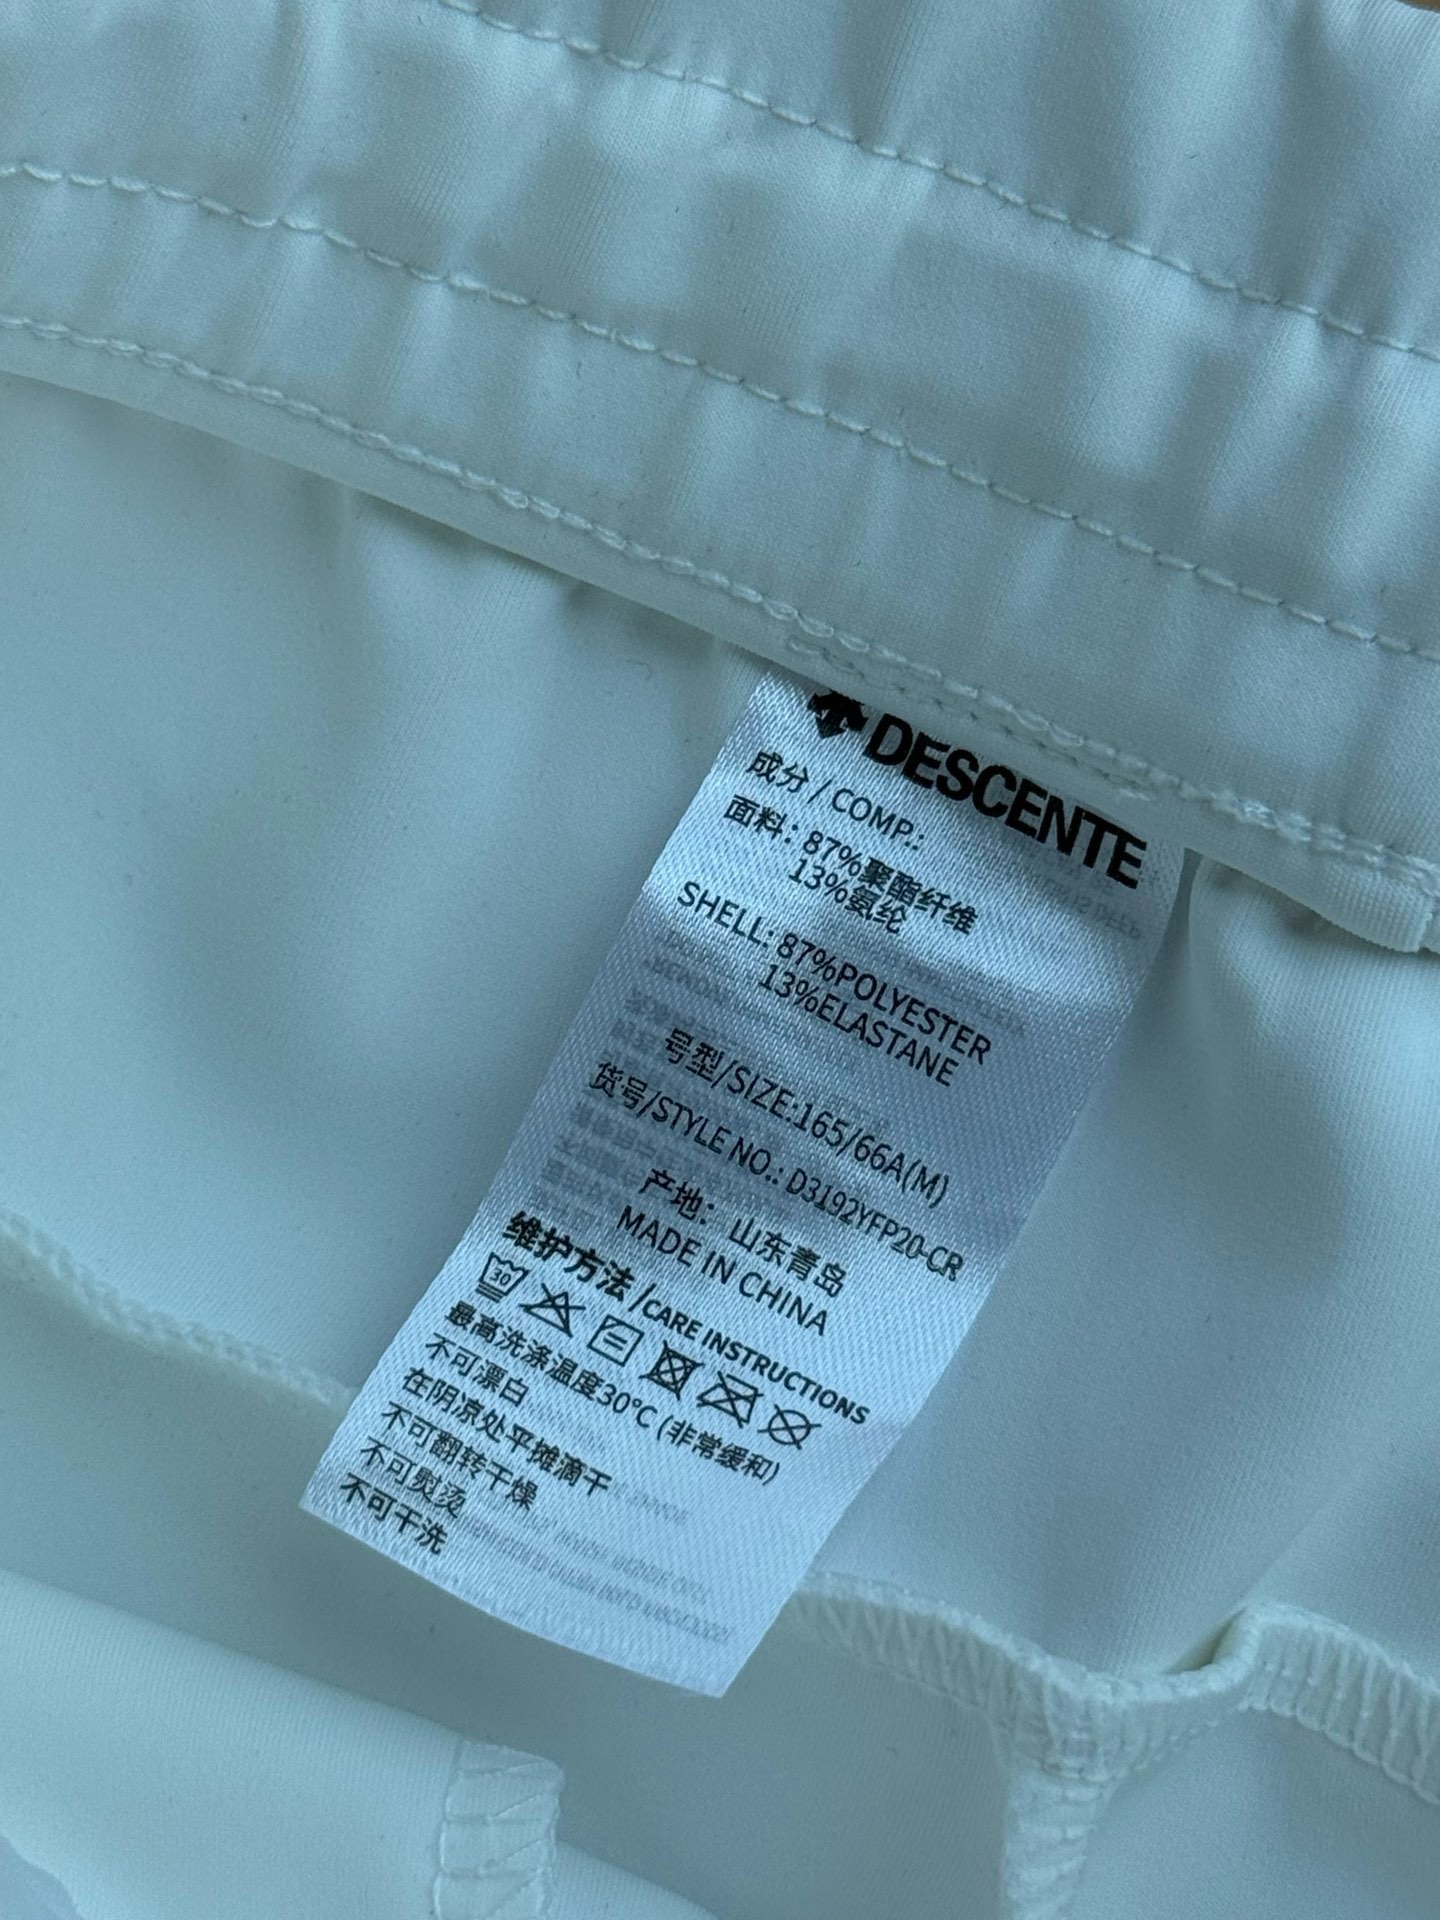 DESCENTE
成分/COMP.:
面料：87%聚酯纤维
13%氨纶
SHELL: 87%POLYESTER
13%ELASTANE
号型/SIZE:165/66A(M)
货号/STYLE NO.: D3192YFP20-CR
产地：山东青岛
MADE IN CHINA
维护方法/CARE INSTRUCTIONS
30
最高洗涤温度30°C (非常缓和)
不可漂白
在阴凉处平摊滴干
不可翻转干燥
不可熨烫
不可干洗